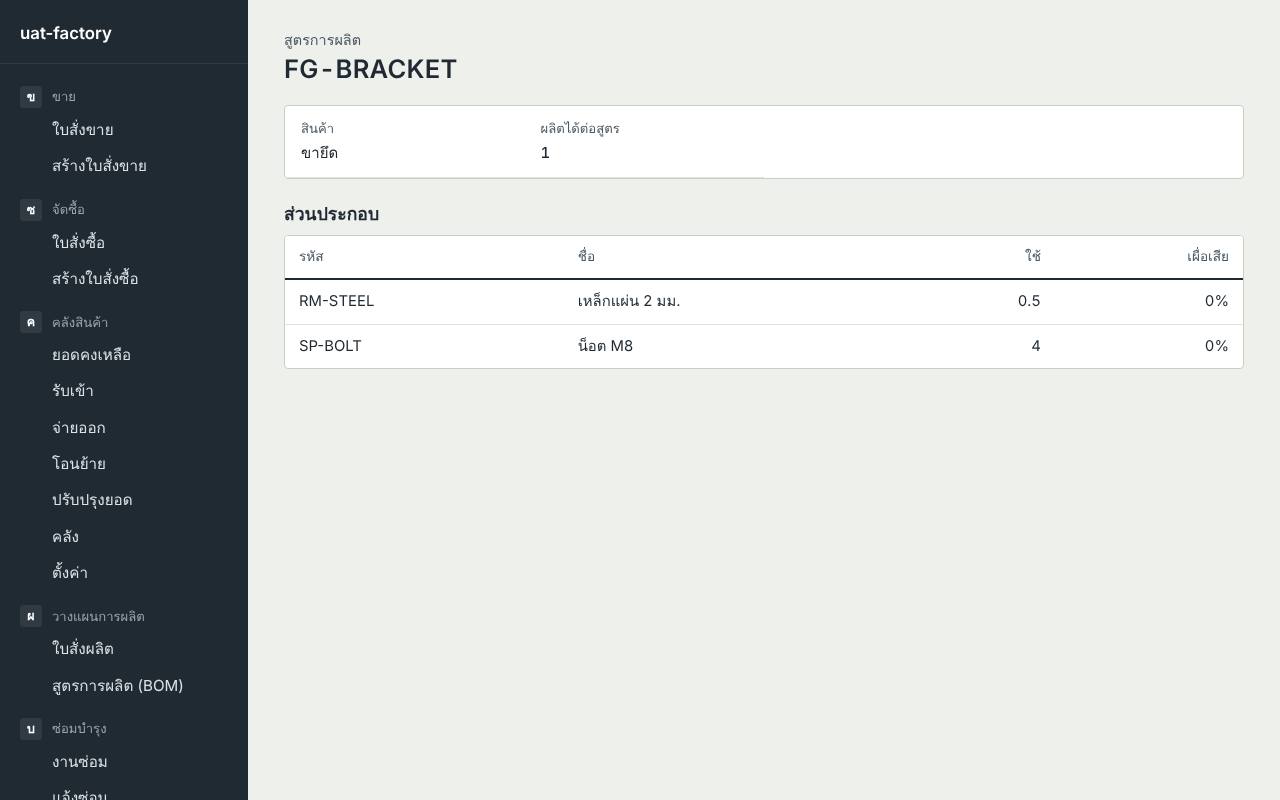 uat-factory
ข ขาย
ใบสั่งขาย
สร้างใบสั่งขาย
ซ จัดซื้อ
ใบสั่งซื้อ
สร้างใบสั่งซื้อ
ค คลังสินค้า
ยอดคงเหลือ
รับเข้า
จ่ายออก
โอนย้าย
ปรับปรุงยอด
คลัง
ตั้งค่า
ผ วางแผนการผลิต
ใบสั่งผลิต
สูตรการผลิต (BOM)
บ ซ่อมบำรุง
งานซ่อม
แจ้งซ่อม
สูตรการผลิต
FG-BRACKET
สินค้า ผลิตได้ต่อสูตร
ขายึด 1
ส่วนประกอบ
รหัส ชื่อ ใช้ เผื่อเสีย
RM-STEEL เหล็กแผ่น 2 มม. 0.5 0%
SP-BOLT น็อต M8 4 0%